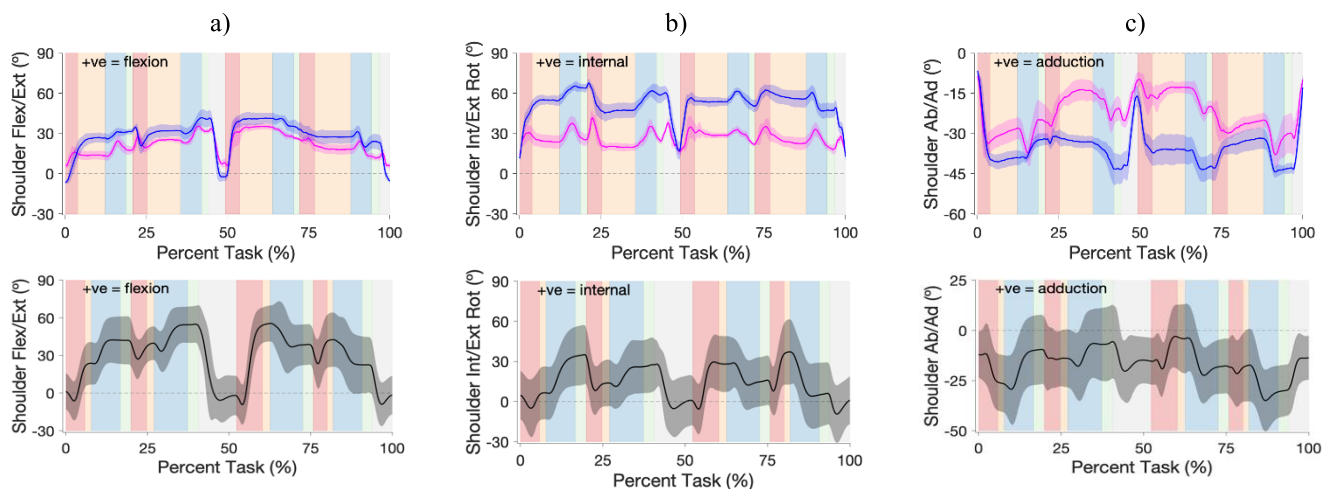 a)
b)
c)
Shoulder Flex/Ext (º)
90
60
30
0
-30
+ve = flexion
0 25 50 75 100
Percent Task (%)
Shoulder Int/Ext Rot (º)
90
60
30
0
-30
+ve = internal
0 25 50 75 100
Percent Task (%)
Shoulder Ab/Ad (º)
0
-15
-30
-45
-60
+ve = adduction
0 25 50 75 100
Percent Task (%)
Shoulder Flex/Ext (º)
90
60
30
0
-30
+ve = flexion
0 25 50 75 100
Percent Task (%)
Shoulder Int/Ext Rot (º)
90
60
30
0
-30
+ve = internal
0 25 50 75 100
Percent Task (%)
Shoulder Ab/Ad (º)
25
0
-25
-50
+ve = adduction
0 25 50 75 100
Percent Task (%)